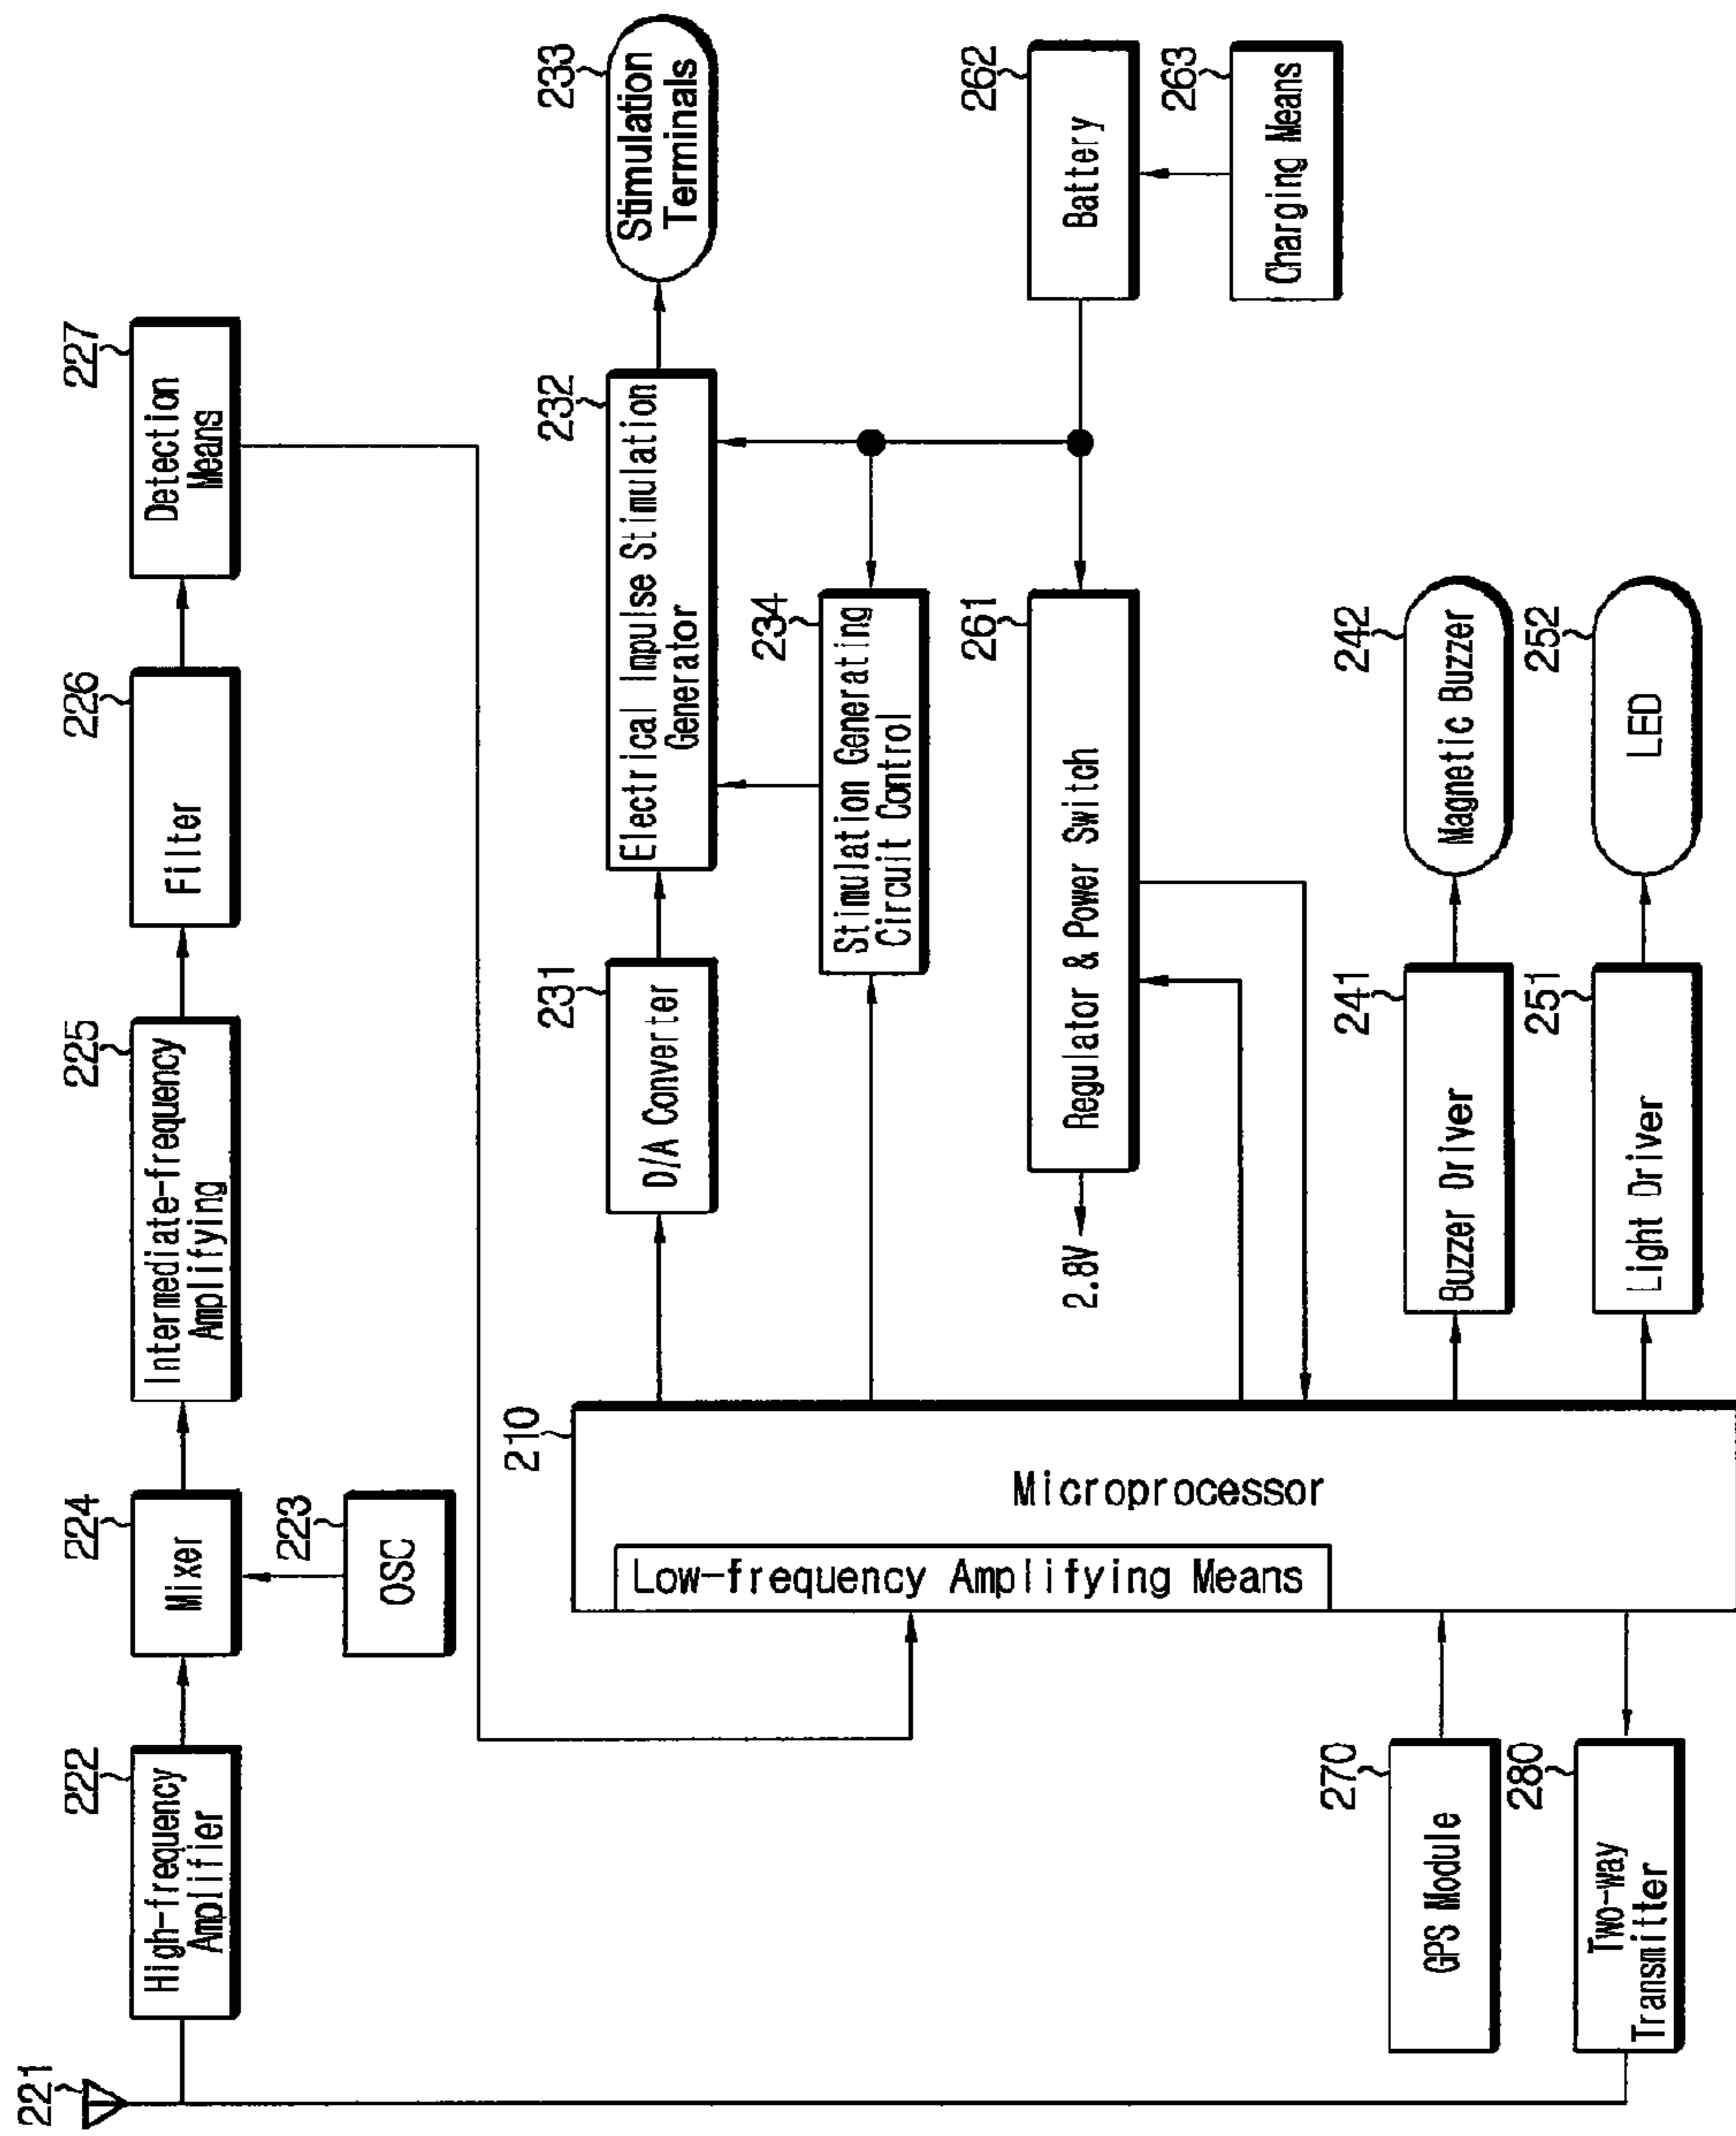 221
222
High-frequency
Amplifier
224
Mixer
223
OSC
225
Intermediate-frequency
Amplifying
226
Filter
227
Detection
Means
210
Microprocessor
Low-frequency Amplifying Means
231
D/A Converter
232
Electrical Impulse Stimulation
Generator
233
Stimulation
Terminals
234
Stimulation Generating
Circuit Control
2.8V
261
Regulator & Power Switch
262
Battery
263
Charging Means
270
GPS Module
241
Buzzer Driver
242
Magnetic Buzzer
280
Two-way
Transmitter
251
Light Driver
252
LED